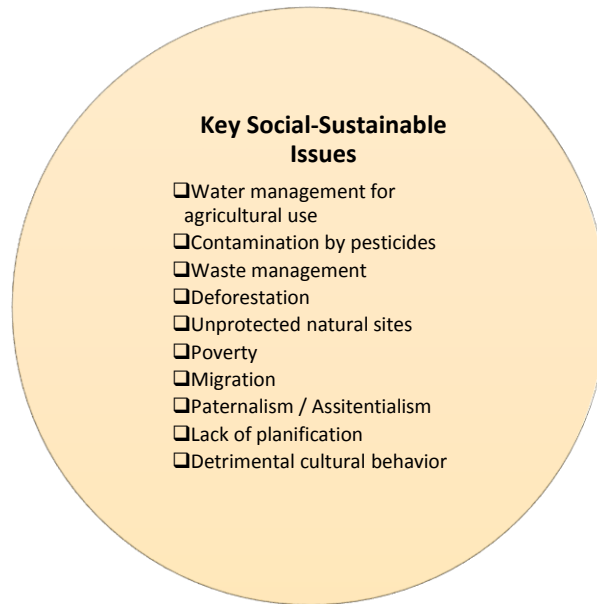 Key Social-Sustainable
Issues
❑Water management for
agricultural use
❑Contamination by pesticides
❑Waste management
❑Deforestation
❑Unprotected natural sites
❑Poverty
❑Migration
❑Paternalism / Assitentialism
❑Lack of planification
❑Detrimental cultural behavior